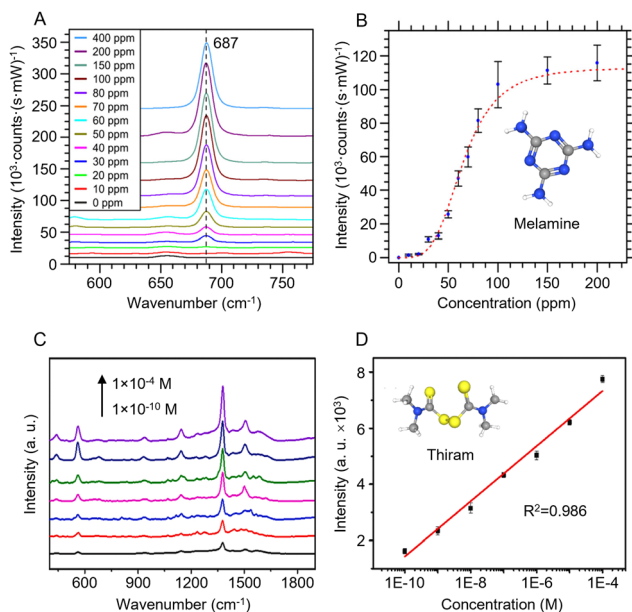 A
687
400 ppm
200 ppm
150 ppm
100 ppm
80 ppm
70 ppm
60 ppm
50 ppm
40 ppm
30 ppm
20 ppm
10 ppm
0 ppm
350
300
250
200
150
100
50
0
Intensity (10³·counts·(s·mW)⁻¹)
600 650 700 750
Wavenumber (cm⁻¹)
B
120
100
80
60
40
20
0
Intensity (10³·counts·(s·mW)⁻¹)
Melamine
0 50 100 150 200
Concentration (ppm)
C
1×10⁻⁴ M
1×10⁻¹⁰ M
Intensity (a. u.)
600 900 1200 1500 1800
Wavenumber (cm⁻¹)
D
8
6
4
2
Intensity (a. u. ×10³)
Thiram
R²=0.986
1E-10 1E-8 1E-6 1E-4
Concentration (M)